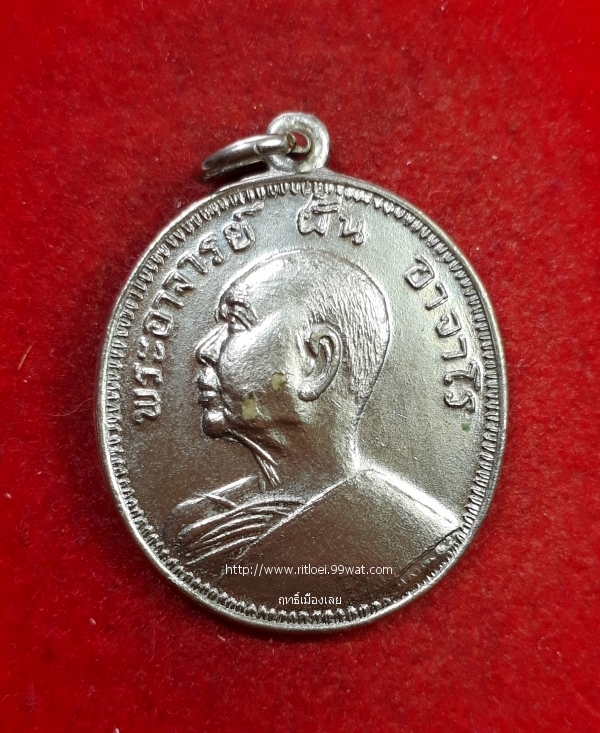 พระอาจารย์ ฝั้น อาจาโร
http://www.ritloei.99wat.com
ฤทธิ์เมืองเลย